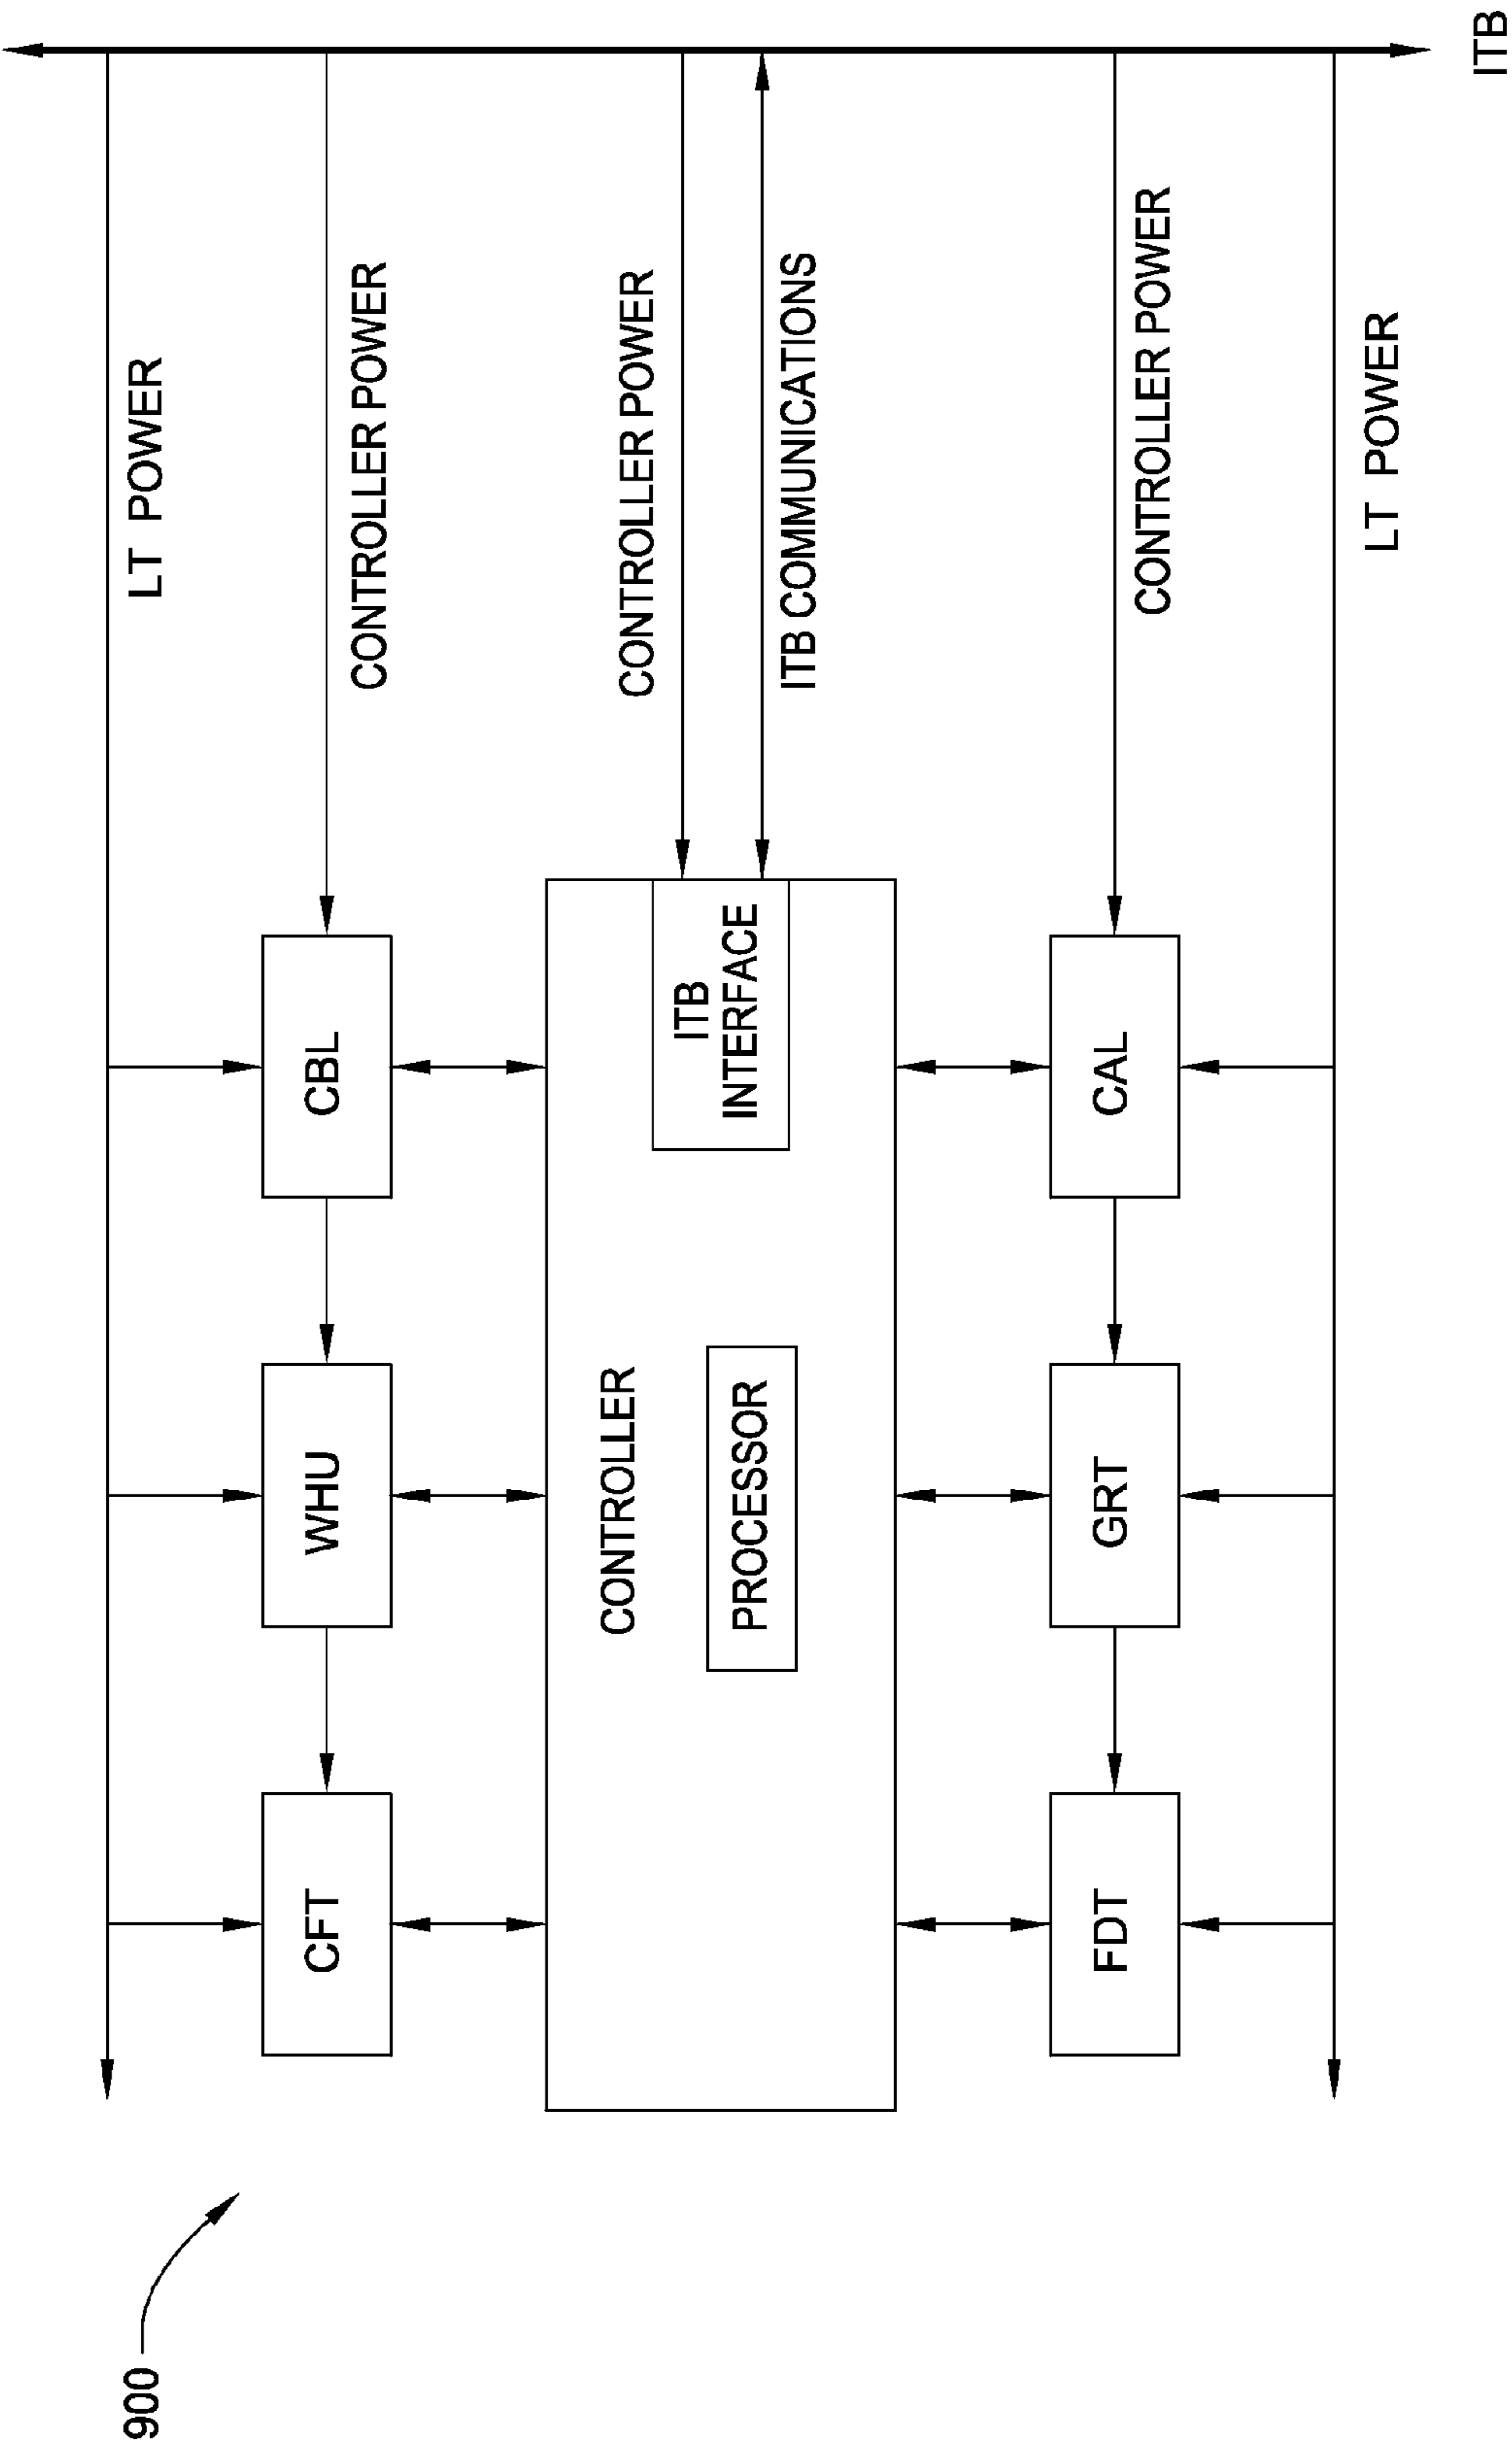 900
LT POWER
CFT
WHU
CBL
CONTROLLER POWER
CONTROLLER
PROCESSOR
ITB
INTERFACE
CONTROLLER POWER
ITB COMMUNICATIONS
FDT
GRT
CAL
CONTROLLER POWER
LT POWER
ITB